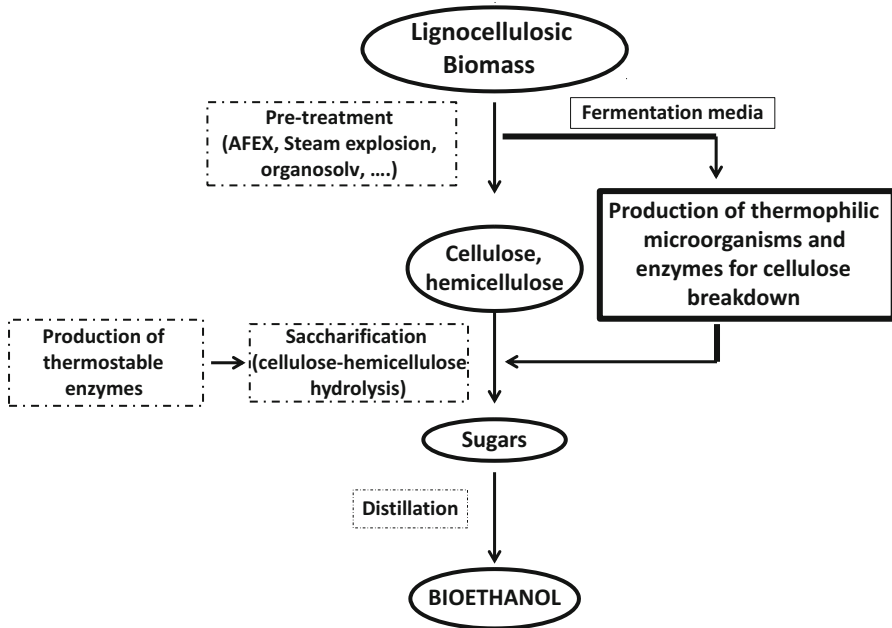 Lignocellulosic
Biomass
Pre-treatment
(AFEX, Steam explosion,
organosolv, ....)
Fermentation media
Production of thermophilic
microorganisms and
enzymes for cellulose
breakdown
Cellulose,
hemicellulose
Production of
thermostable
enzymes
Saccharification
(cellulose-hemicellulose
hydrolysis)
Sugars
Distillation
BIOETHANOL